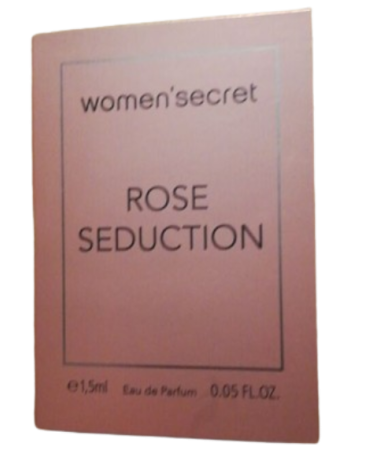 women'secret
ROSE
SEDUCTION
℮1,5ml Eau de Parfum 0.05 FL.OZ.